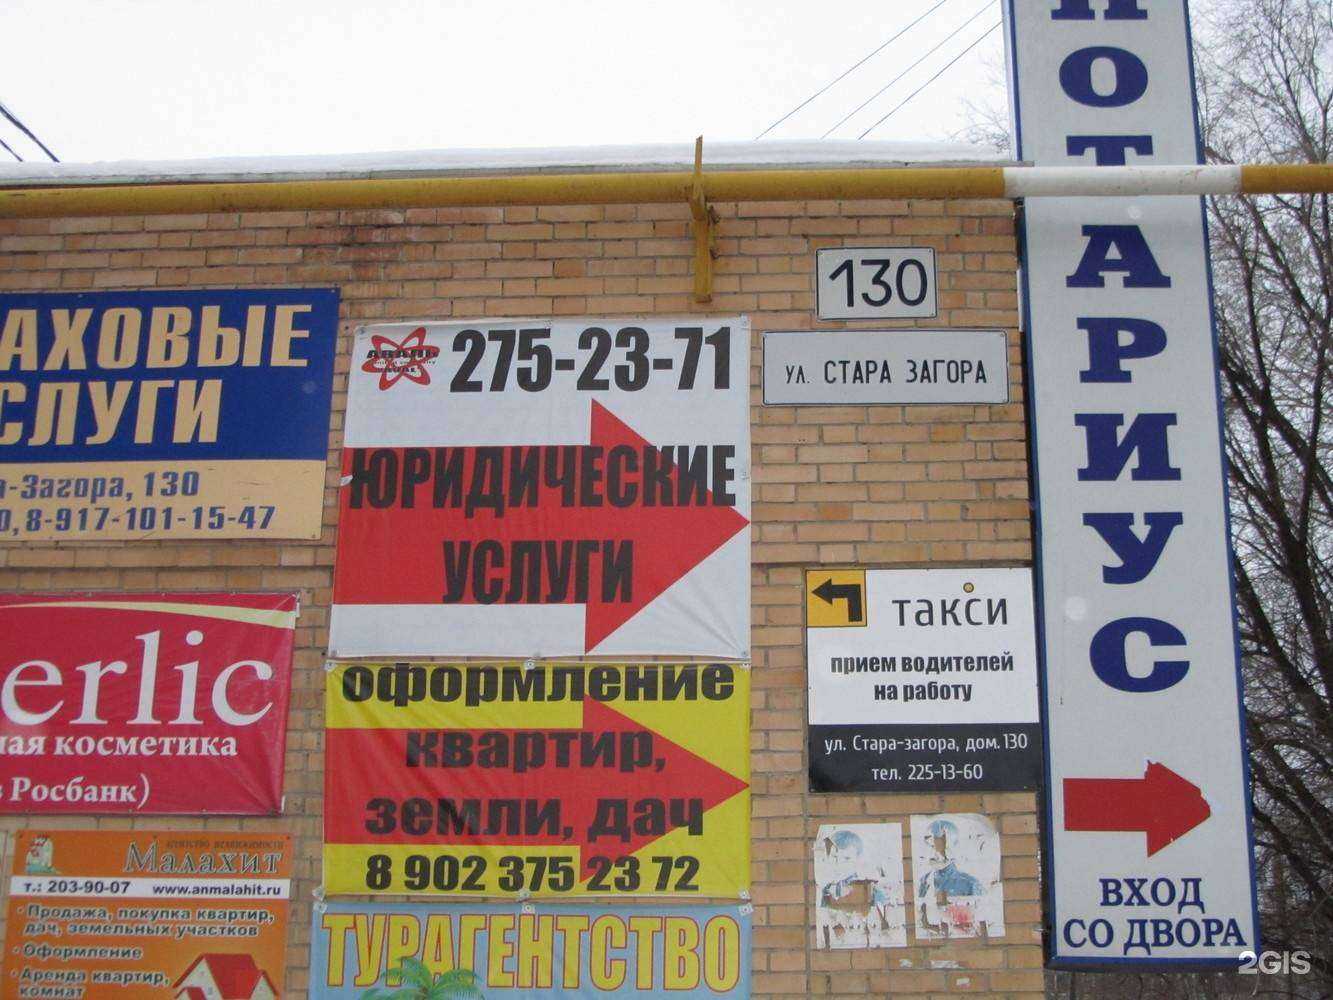 НОТАРИУС
ВХОД
СО ДВОРА
130
УЛ. СТАРА ЗАГОРА
АХОВЫЕ
СЛУГИ
а-Загора, 130
0, 8-917-101-15-47
275-23-71
ЮРИДИЧЕСКИЕ
УСЛУГИ
такси
прием водителей
на работу
ул. Стара-загора, дом. 130
тел. 225-13-60
erlic
ная косметика
в Росбанк)
оформление
квартир,
земли, дач
8 902 375 23 72
АГЕНТСТВО НЕДВИЖИМОСТИ
Малахит
т.: 203-90-07 www.anmalahit.ru
·Продажа, покупка квартир,
дач, земельных участков
·Оформление
·Аренда квартир,
комнат
ТУРАГЕНТСТВО
2GIS